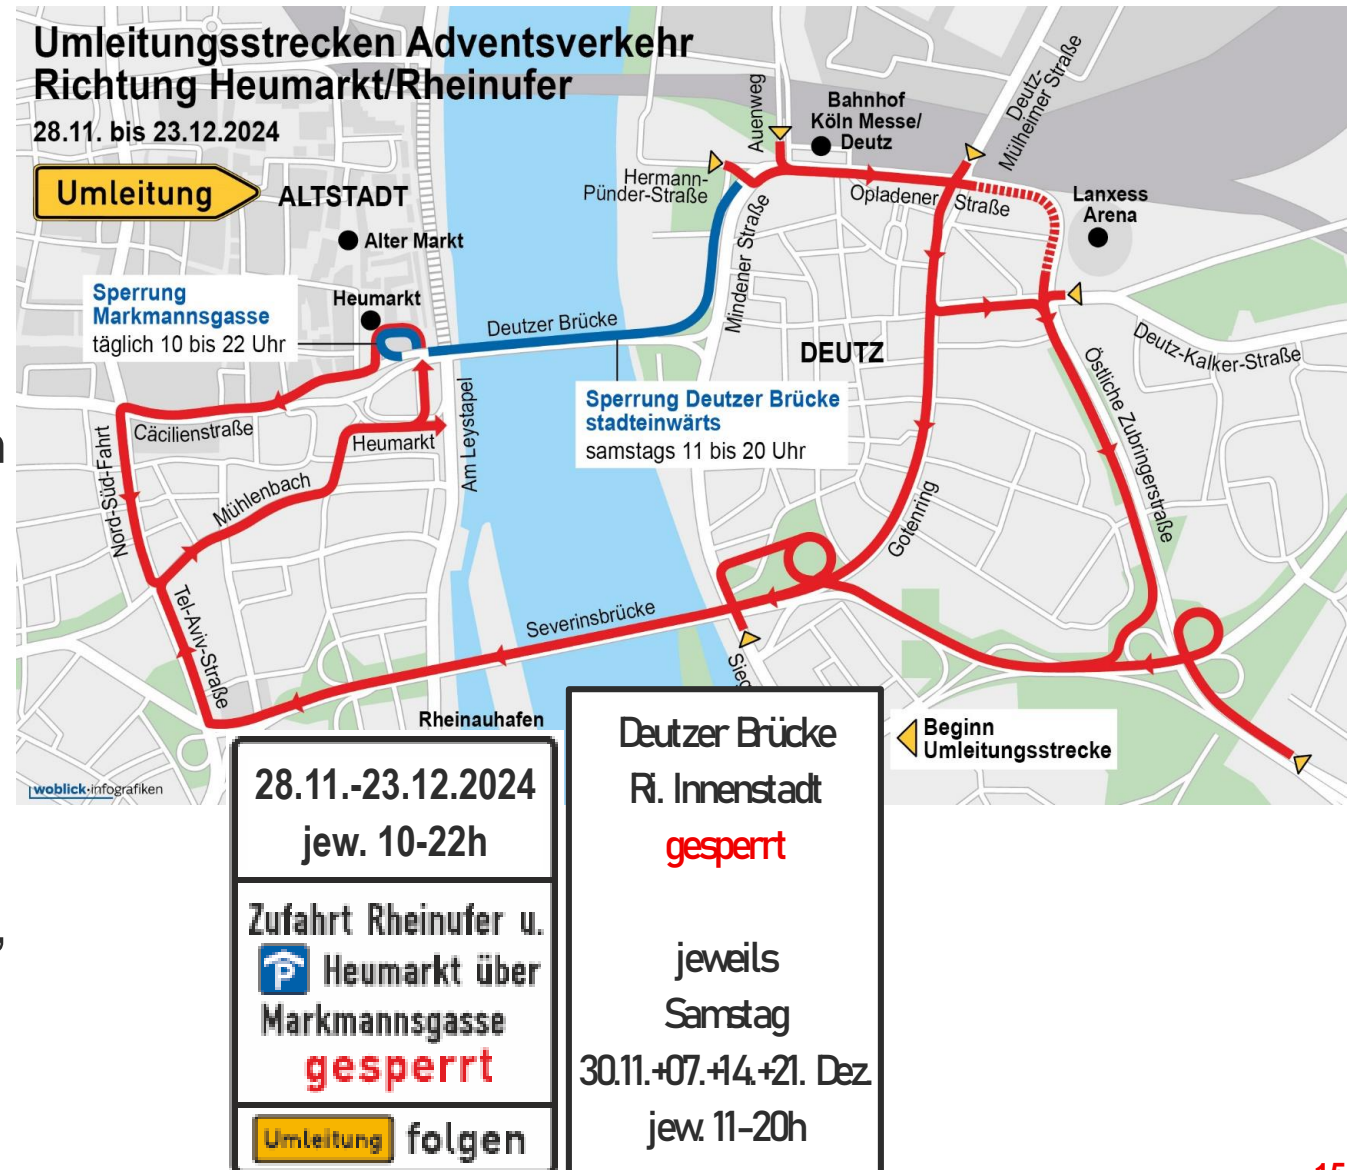 Umleitungsstrecken Adventsverkehr
Richtung Heumarkt/Rheinufer
28.11. bis 23.12.2024
Umleitung
ALTSTADT
Alter Markt
Sperrung
Markmannsgasse
täglich 10 bis 22 Uhr
Heumarkt
Deutzer Brücke
Hermann-
Pünder-Straße
Auenweg
Bahnhof
Köln Messe/
Deutz
Deutz-
Mülheimer Straße
Opladener Straße
Lanxess
Arena
Mindener Straße
DEUTZ
Deutz-Kalker-Straße
Östliche Zubringerstraße
Sperrung Deutzer Brücke
stadteinwärts
samstags 11 bis 20 Uhr
Cäcilienstraße
Heumarkt
Am Leystapel
Nord-Süd-Fahrt
Mühlenbach
Gotenring
Tel-Aviv-Straße
Severinsbrücke
Sieg
Rheinauhafen
Beginn
Umleitungsstrecke
woblick-infografiken
28.11.-23.12.2024
jew. 10-22h
Zufahrt Rheinufer u.
P Heumarkt über
Markmannsgasse
gesperrt
Umleitung folgen
Deutzer Brücke
Ri. Innenstadt
gesperrt
jeweils
Samstag
30.11.+07.+14.+21. Dez.
jew. 11-20h
15